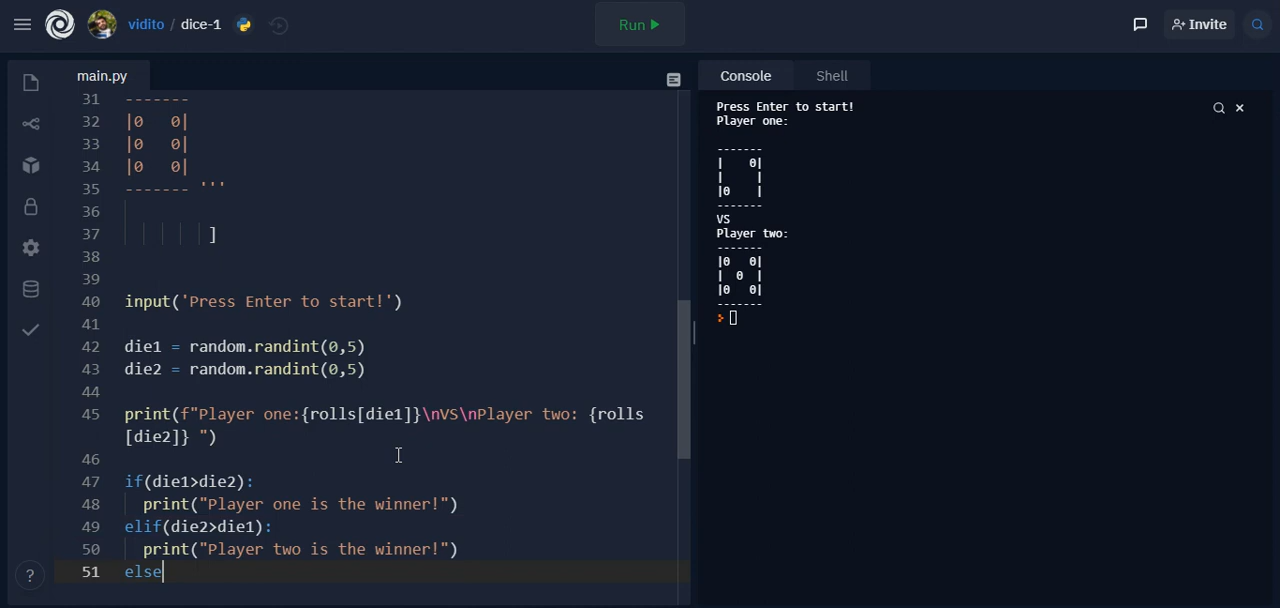 vidito / dice-1
Run
Invite
main.py
31 -------
32 |0   0|
33 |0   0|
34 |0   0|
35 ------- '''
36
37 ]
38
39
40 input('Press Enter to start!')
41
42 die1 = random.randint(0,5)
43 die2 = random.randint(0,5)
44
45 print(f"Player one:{rolls[die1]}\nVS\nPlayer two: {rolls
[die2]} ")
46
47 if(die1>die2):
48   print("Player one is the winner!")
49 elif(die2>die1):
50   print("Player two is the winner!")
51 else
?
Console
Shell
Press Enter to start!
Player one:
-------
|    0|
|     |
|0    |
-------
VS
Player two:
-------
|0   0|
|  0  |
|0   0|
-------
>